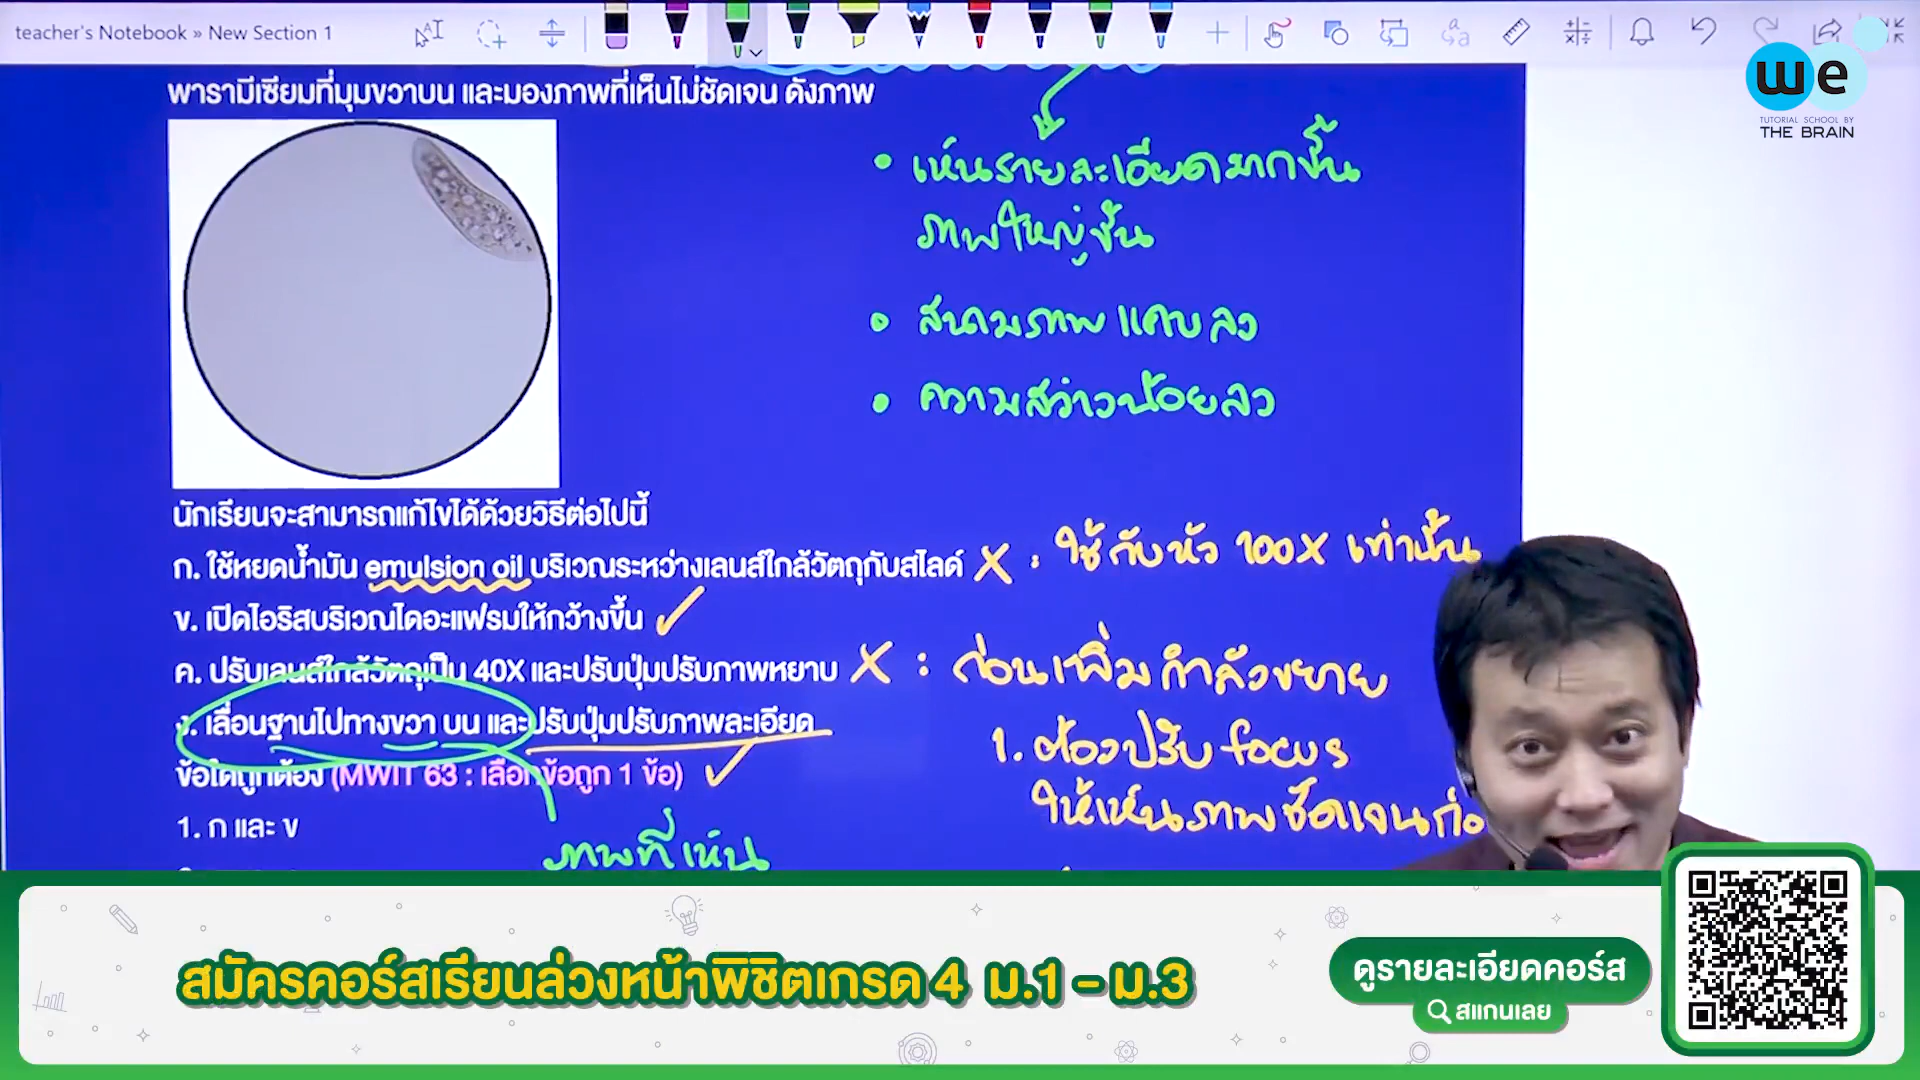 teacher's Notebook » New Section 1
we
TUTORIAL SCHOOL BY
THE BRAIN
พารามีเซียมที่มุมขวาบน และมองภาพที่เห็นไม่ชัดเจน ดังภาพ
• เห็นรายละเอียดมากขึ้น
ภาพใหญ่ขึ้น
• สนามภาพแคบลง
• ความสว่างน้อยลง
นักเรียนจะสามารถแก้ไขได้ด้วยวิธีต่อไปนี้
ก. ใช้หยดน้ำมัน emulsion oil บริเวณระหว่างเลนส์ใกล้วัตถุกับสไลด์ X : ใช้กับหัว 100X เท่านั้น
ข. เปิดไอริสบริเวณไดอะแฟรมให้กว้างขึ้น ✓
ค. ปรับเลนส์ใกล้วัตถุเป็น 40X และปรับปุ่มปรับภาพหยาบ X : ก่อนเพิ่มกำลังขยาย
ง. เลื่อนฐานไปทางขวา บน และปรับปุ่มปรับภาพละเอียด ✓
1. ต้องปรับ focus
ข้อใดถูกต้อง (MWIT 63 : เลือกข้อถูก 1 ข้อ)
ให้เห็นภาพชัดเจนก่อ
1. ก และ ข
ภาพที่เห็น
สมัครคอร์สเรียนล่วงหน้าพิชิตเกรด 4 ม.1 - ม.3
ดูรายละเอียดคอร์ส
สแกนเลย